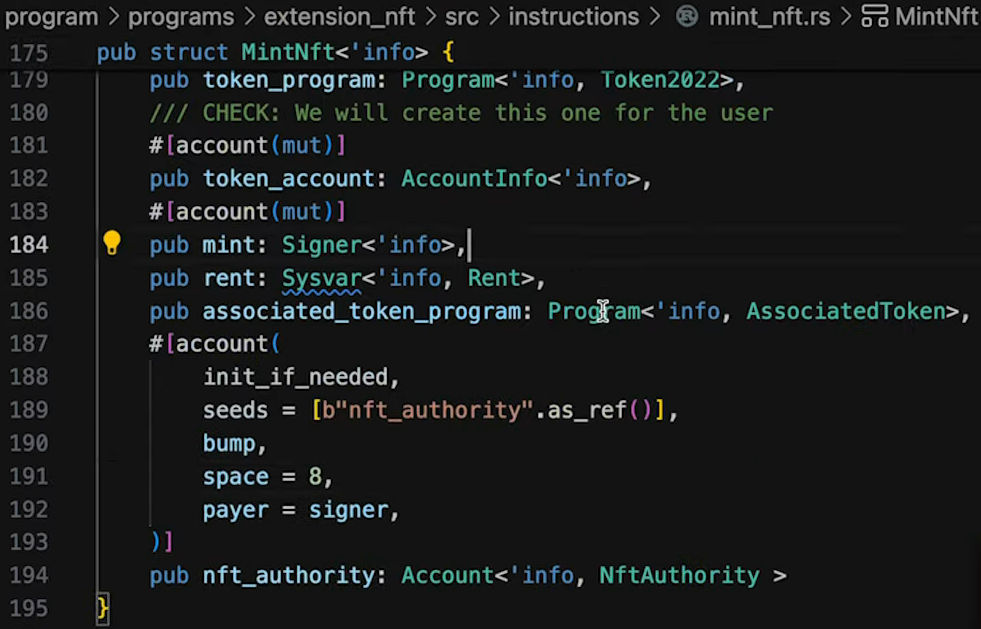 program > programs > extension_nft > src > instructions > mint_nft.rs > MintNft
175 pub struct MintNft<'info> {
179 pub token_program: Program<'info, Token2022>,
180 /// CHECK: We will create this one for the user
181 #[account(mut)]
182 pub token_account: AccountInfo<'info>,
183 #[account(mut)]
184 pub mint: Signer<'info>,
185 pub rent: Sysvar<'info, Rent>,
186 pub associated_token_program: Program<'info, AssociatedToken>,
187 #[account(
188 init_if_needed,
189 seeds = [b"nft_authority".as_ref()],
190 bump,
191 space = 8,
192 payer = signer,
193 )]
194 pub nft_authority: Account<'info, NftAuthority >
195 }